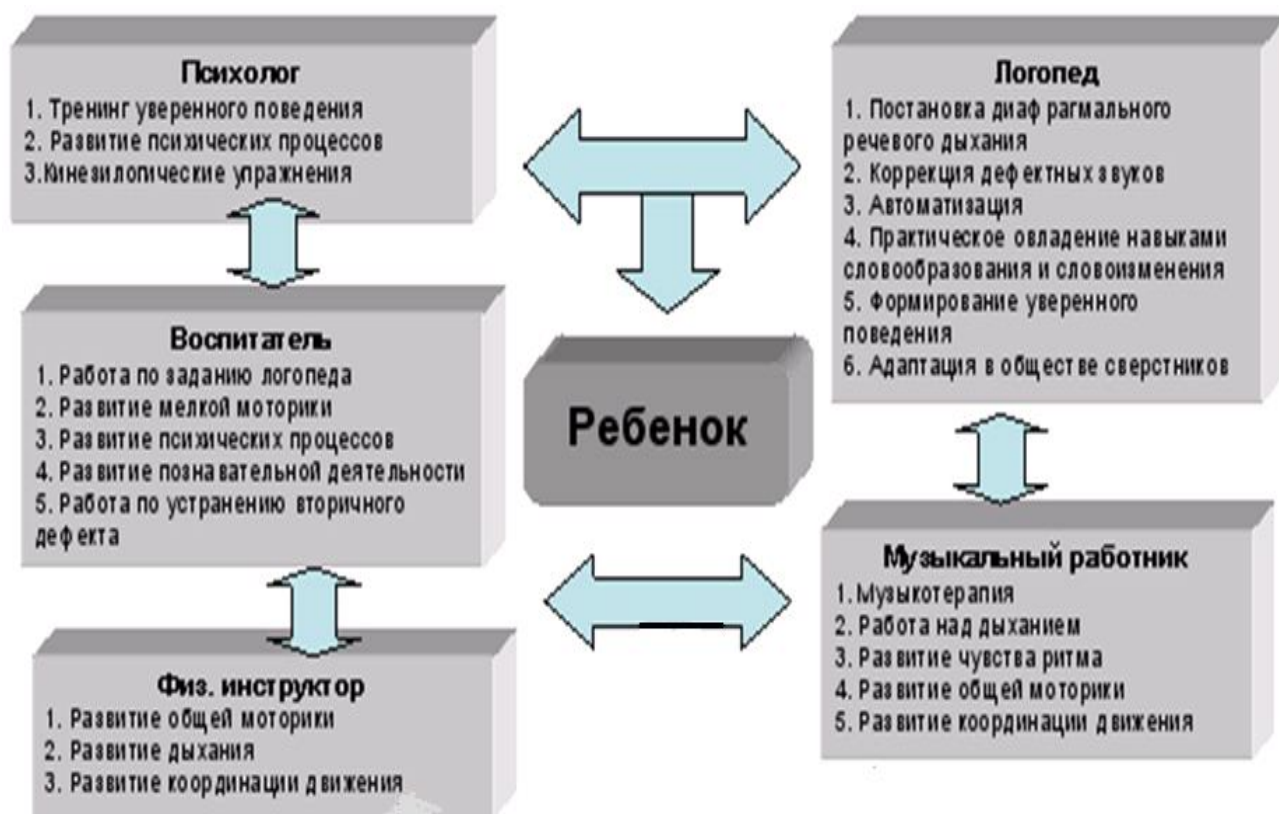 Психолог
1. Тренинг уверенного поведения
2. Развитие психических процессов
3.Кинезилогические упражнения
Воспитатель
1. Работа по заданию логопеда
2. Развитие мелкой моторики
3. Развитие психических процессов
4. Развитие познавательной деятельности
5. Работа по устранению вторичного
дефекта
Физ. инструктор
1. Развитие общей моторики
2. Развитие дыхания
3. Развитие координации движения
Ребенок
Логопед
1. Постановка диаф рагмального
речевого дыхания
2. Коррекция дефектных звуков
3. Автоматизация
4. Практическое овладение навыками
словообразования и словоизменения
5. Формирование уверенного
поведения
6. Адаптация в обществе сверстников
Музыкальный работник
1. Музыкотерапия
2. Работа над дыханием
3. Развитие чувства ритма
4. Развитие общей моторики
5. Развитие координации движения